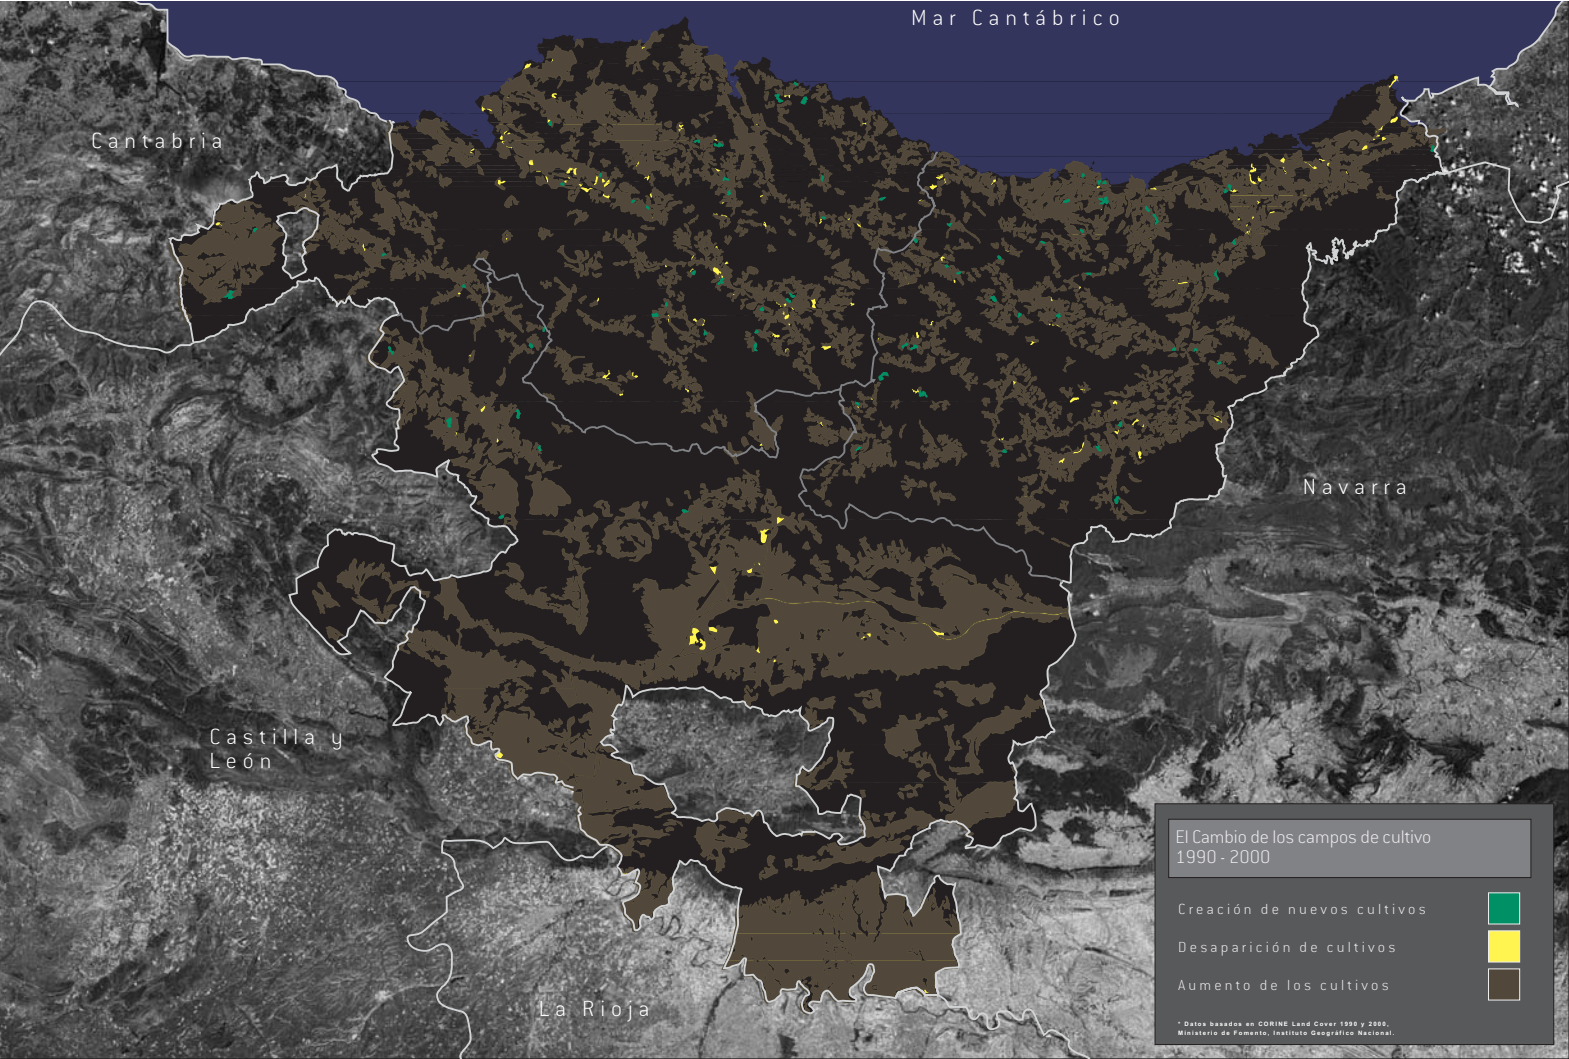 Mar Cantábrico
Cantabria
Navarra
Castilla y
León
La Rioja
El Cambio de los campos de cultivo
1990 - 2000
Creación de nuevos cultivos
Desaparición de cultivos
Aumento de los cultivos
* Datos basados en CORINE Land Cover 1990 y 2000,
Ministerio de Fomento, Instituto Geográfico Nacional.